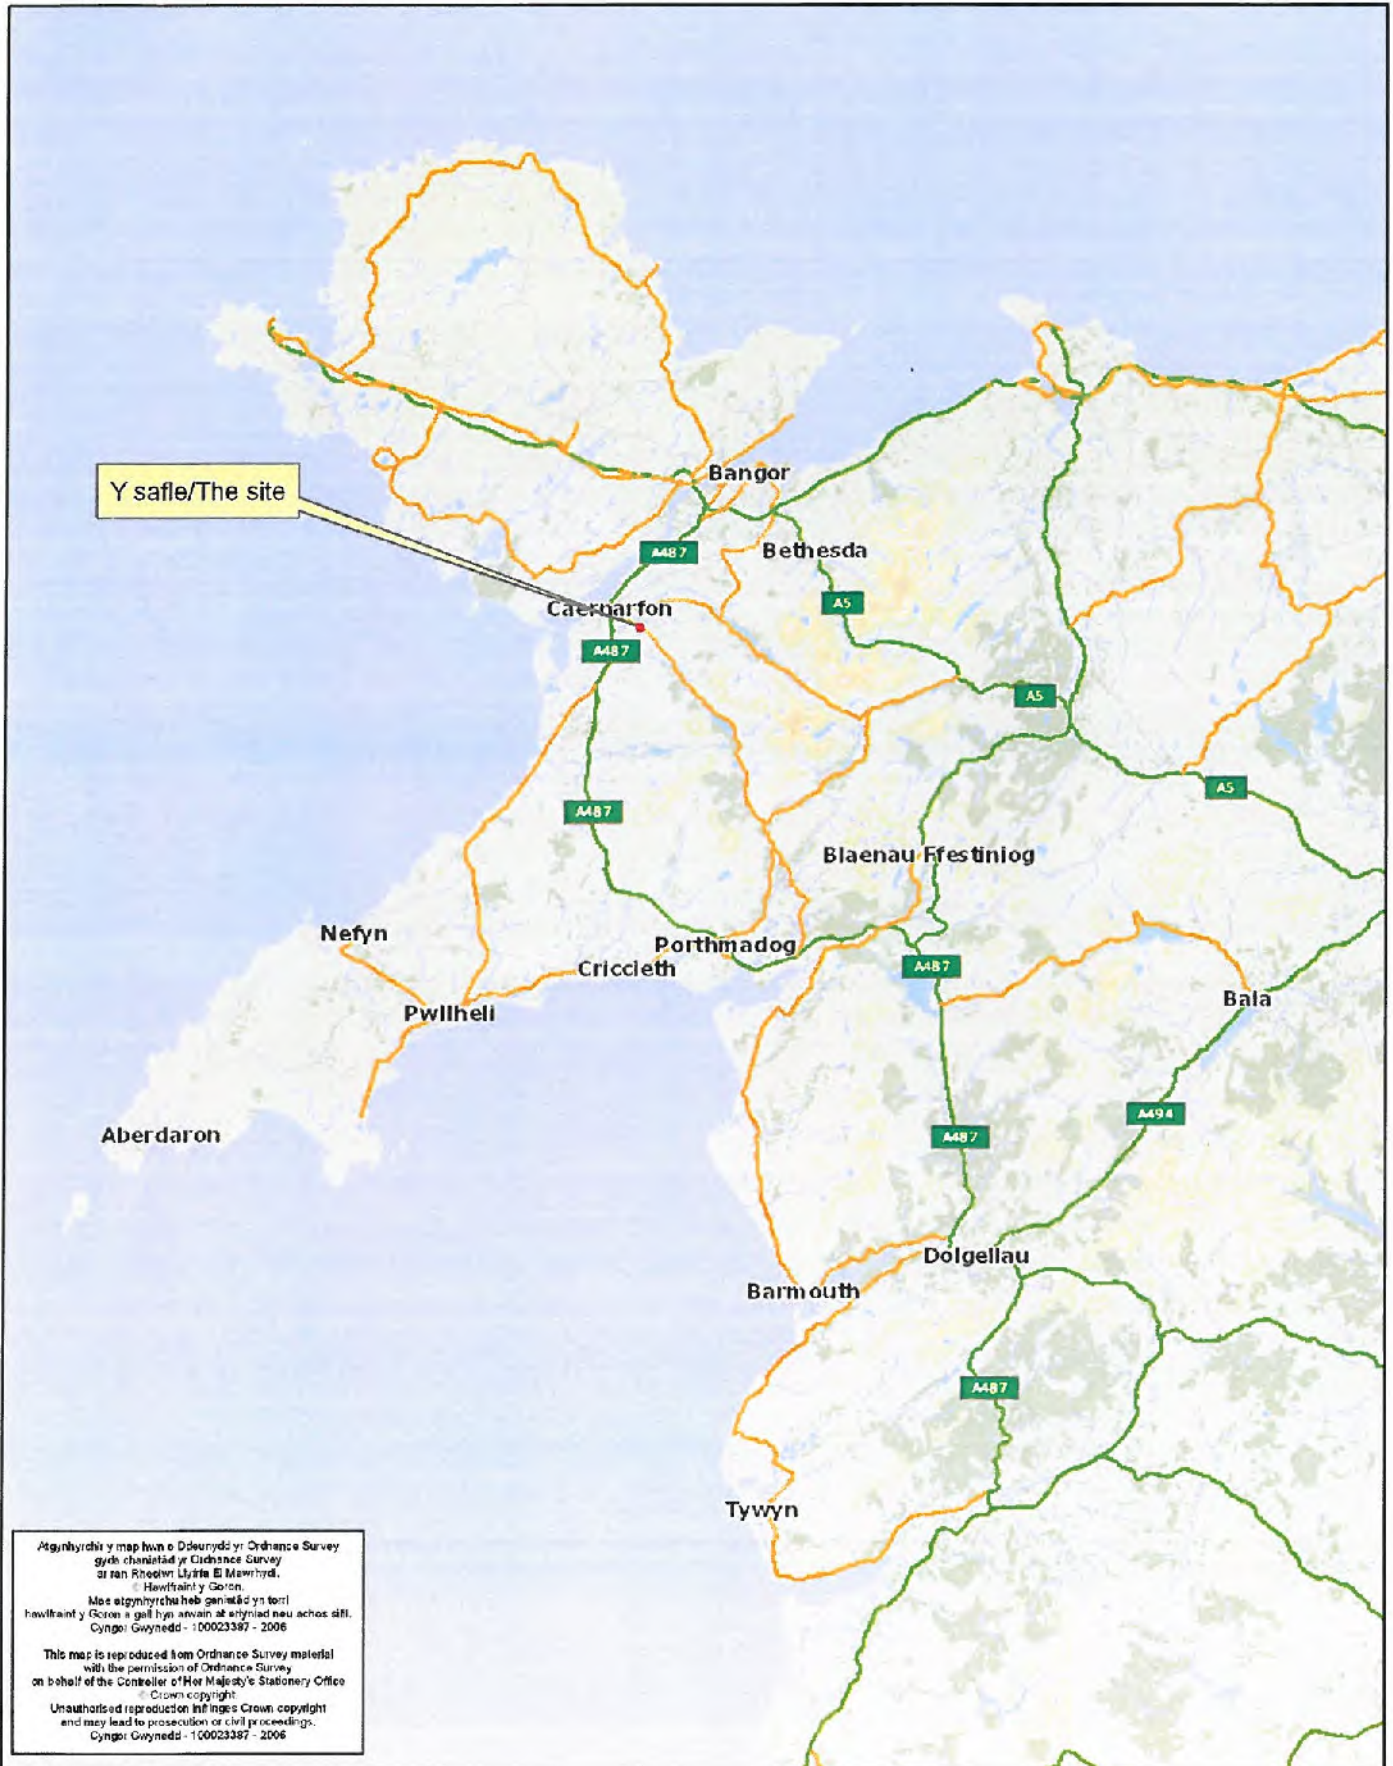 Bangor
Y safle/The site
A487
Bethesda
A5
Caernarfon
A487
A5
A5
A487
Blaenau Ffestiniog
Nefyn
Porthmadog
Criccieth
A487
Bala
Pwllheli
A494
Aberdaron
A487
Dolgellau
Barmouth
A487
Tywyn
Atgynhyrchir y map hwn o Ddeunydd yr Ordnance Survey
gyda chaniatâd yr Ordnance Survey
ar ran Rheolwr Llyfrfa Ei Mawrhydi.
© Hawlfraint y Goron.
Mae atgynhyrchu heb ganiatâd yn torri
hawlfraint y Goron a gall hyn arwain at erlyniad neu achos sifil.
Cyngor Gwynedd - 100023387 - 2006
This map is reproduced from Ordnance Survey material
with the permission of Ordnance Survey
on behalf of the Controller of Her Majesty's Stationery Office
© Crown copyright
Unauthorised reproduction infringes Crown copyright
and may lead to prosecution or civil proceedings.
Cyngor Gwynedd - 100023387 - 2006